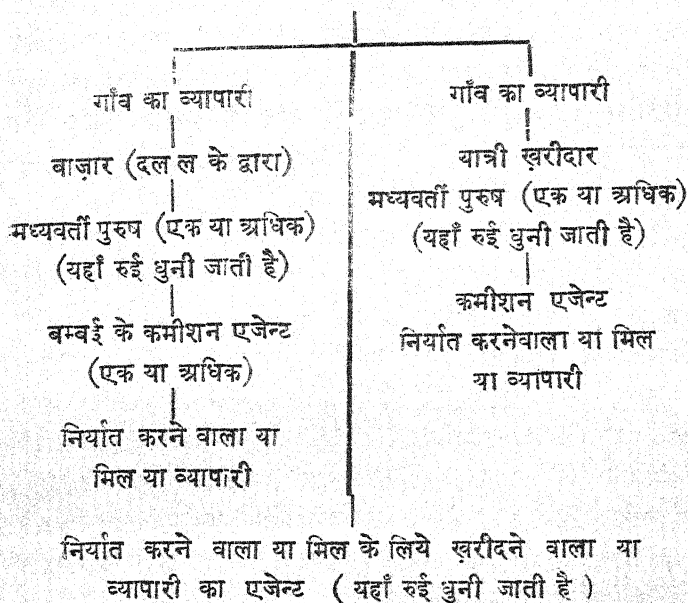 गाँव का व्यापारी
बाज़ार (दलल के द्वारा)
मध्यवर्ती पुरुष (एक या अधिक)
(यहाँ रुई धुनी जाती है)
बम्बई के कमीशन एजेन्ट
(एक या अधिक)
निर्यात करने वाला या
मिल या व्यापारी
गाँव का व्यापारी
यात्री ख़रीदार
मध्यवर्ती पुरुष (एक या अधिक)
(यहाँ रुई धुनी जाती है)
कमीशन एजेन्ट
निर्यात करनेवाला या मिल
या व्यापारी
निर्यात करने वाला या मिल के लिये ख़रीदने वाला या
व्यापारी का एजेन्ट ( यहाँ रुई धुनी जाती है )